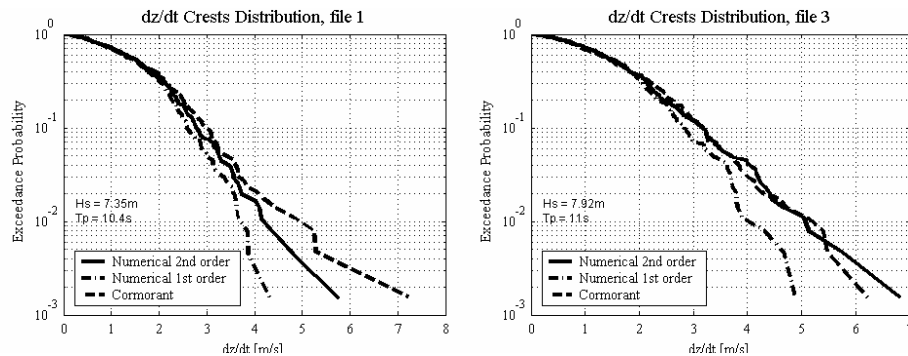 dz/dt Crests Distribution, file 1
10^0
10^-1
10^-2
10^-3
Exceedance Probability
Hs = 7.35m
Tp = 10.4s
Numerical 2nd order
Numerical 1st order
Cormorant
0 1 2 3 4 5 6 7 8
dz/dt [m/s]
dz/dt Crests Distribution, file 3
10^0
10^-1
10^-2
10^-3
Exceedance Probability
Hs = 7.92m
Tp = 11s
Numerical 2nd order
Numerical 1st order
Cormorant
0 1 2 3 4 5 6 7
dz/dt [m/s]